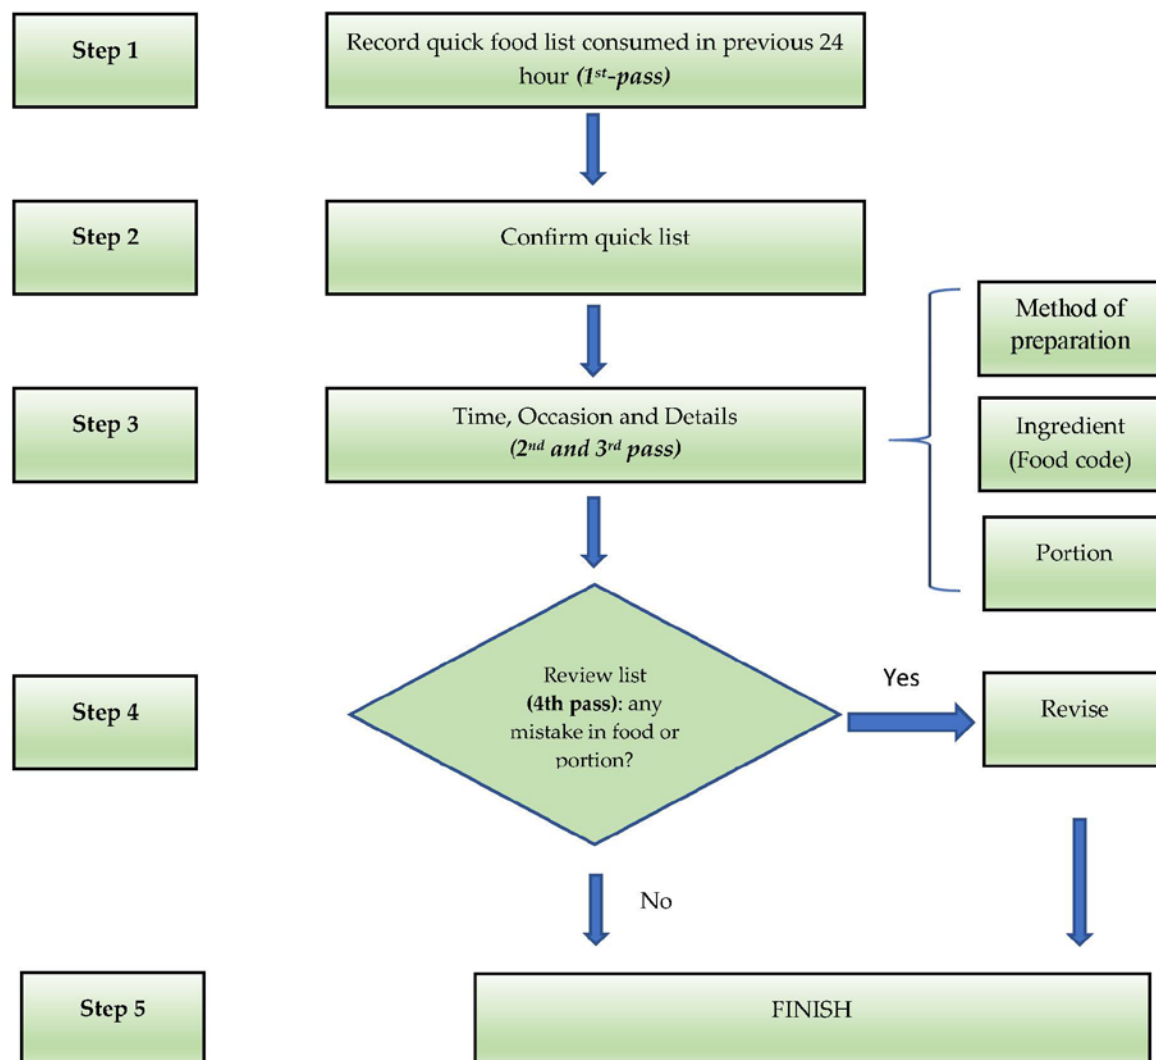 Step 1
Record quick food list consumed in previous 24
hour (1st-pass)
Step 2
Confirm quick list
Method of
preparation
Step 3
Time, Occasion and Details
(2nd and 3rd pass)
Ingredient
(Food code)
Portion
Step 4
Review list
(4th pass): any
mistake in food or
portion?
Yes
Revise
No
Step 5
FINISH